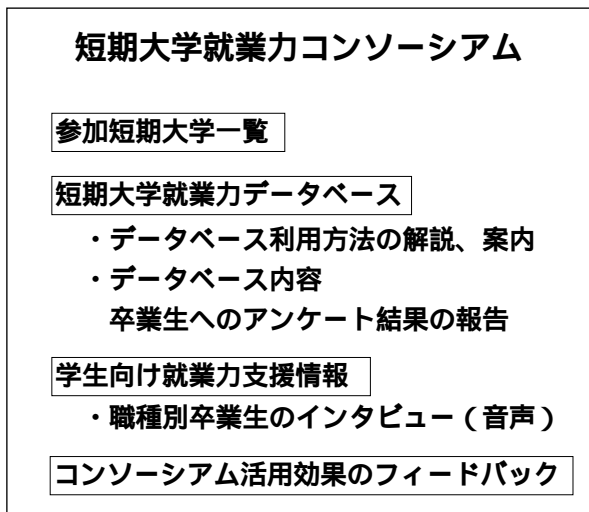 短期大学就業力コンソーシアム
参加短期大学一覧
短期大学就業力データベース
・データベース利用方法の解説、案内
・データベース内容
卒業生へのアンケート結果の報告
学生向け就業力支援情報
・職種別卒業生のインタビュー（音声）
コンソーシアム活用効果のフィードバック